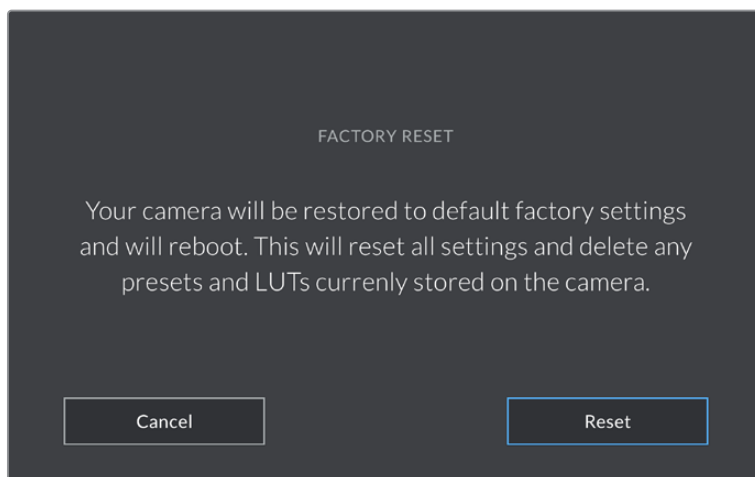 FACTORY RESET
Your camera will be restored to default factory settings
and will reboot. This will reset all settings and delete any
presets and LUTs currenly stored on the camera.
Cancel
Reset